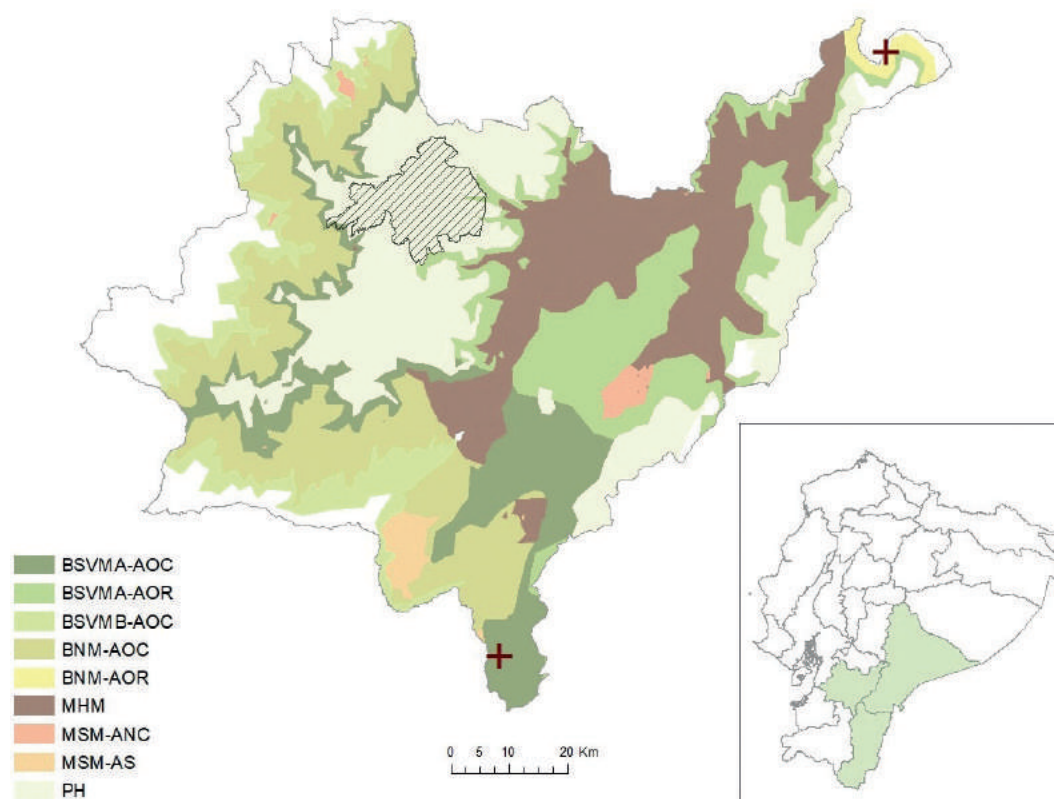 BSVMA-AOC
BSVMA-AOR
BSVMB-AOC
BNM-AOC
BNM-AOR
MHM
MSM-ANC
MSM-AS
PH
0 5 10 20 Km